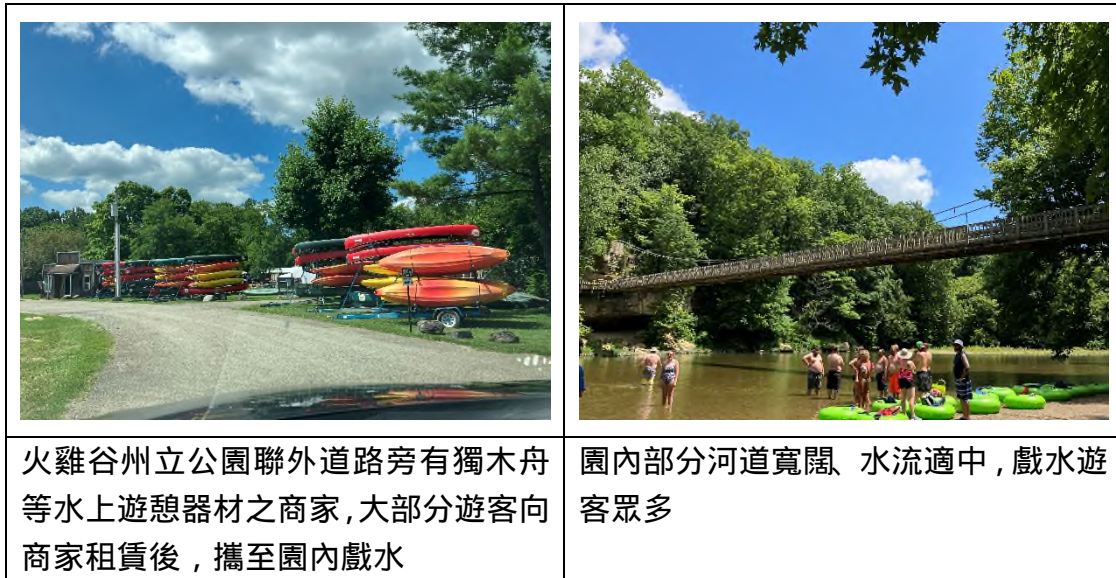 火雞谷州立公園聯外道路旁有獨木舟
等水上遊憩器材之商家,大部分遊客向
商家租賃後，攜至園內戲水
園內部分河道寬闊、水流適中，戲水遊
客眾多